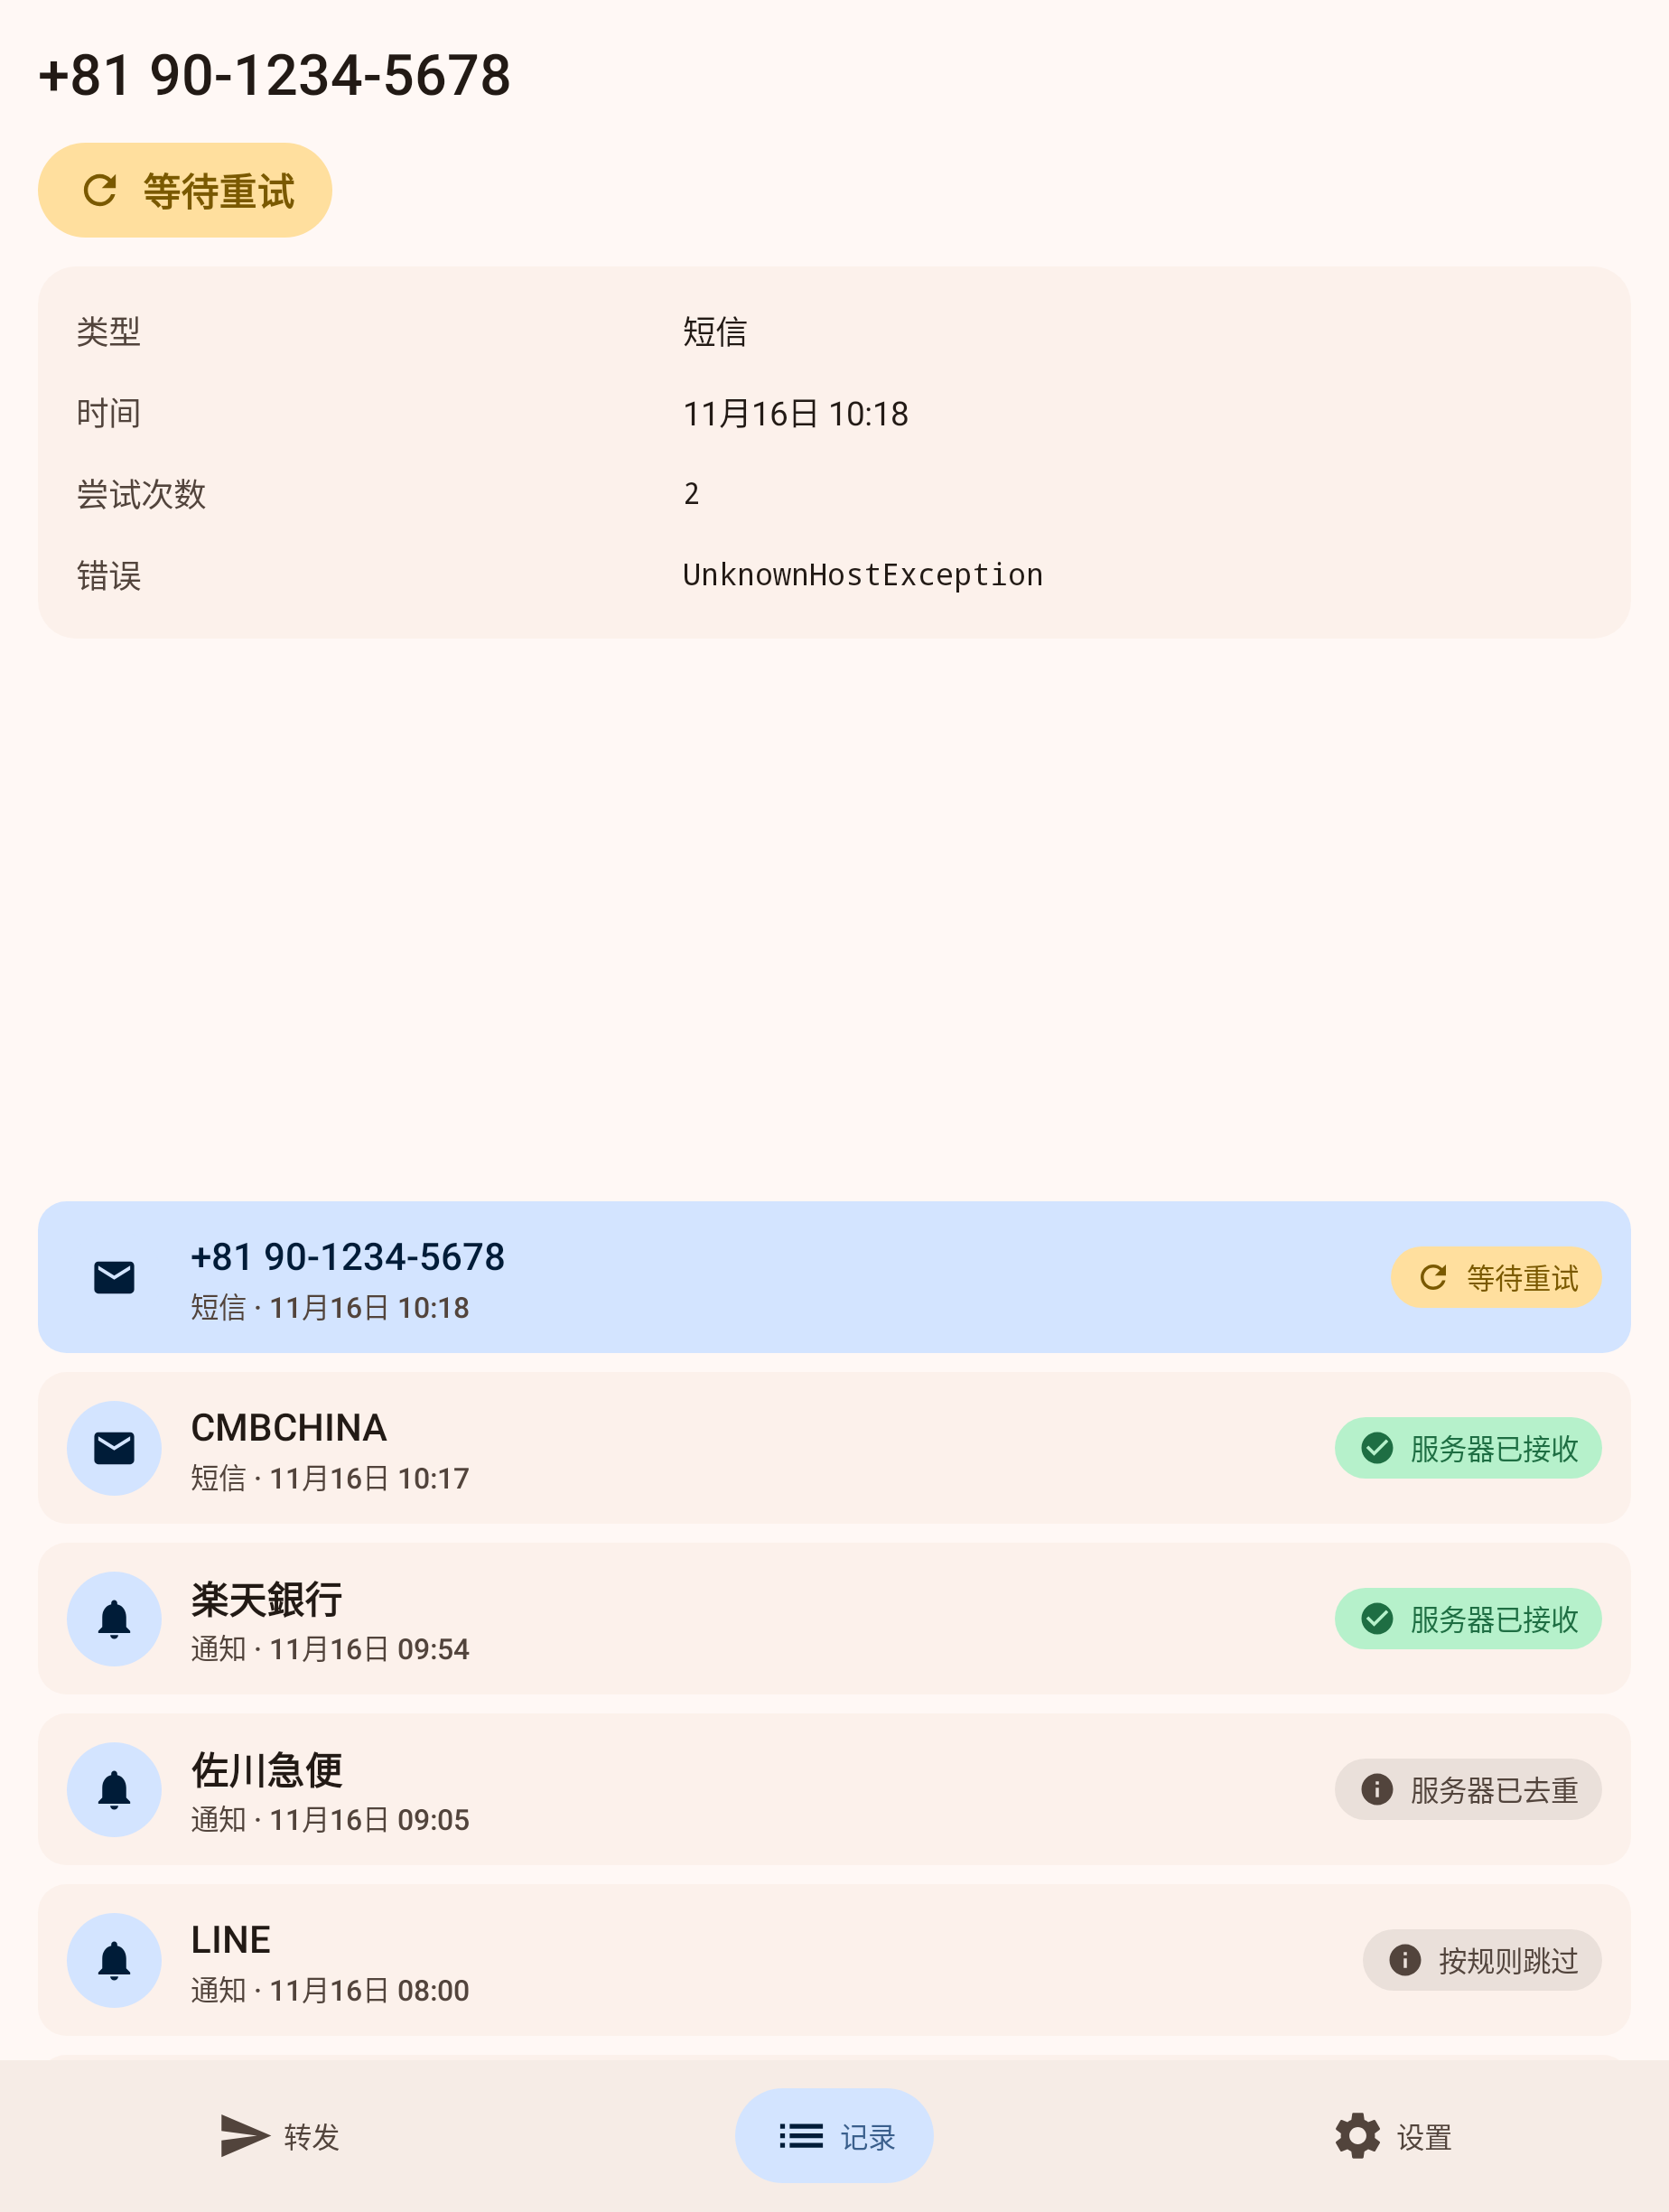 +81 90-1234-5678
等待重试
类型 短信
时间 11月16日 10:18
尝试次数 2
错误 UnknownHostException
+81 90-1234-5678
短信 · 11月16日 10:18
等待重试
CMBCHINA
短信 · 11月16日 10:17
服务器已接收
楽天銀行
通知 · 11月16日 09:54
服务器已接收
佐川急便
通知 · 11月16日 09:05
服务器已去重
LINE
通知 · 11月16日 08:00
按规则跳过
转发 记录 设置